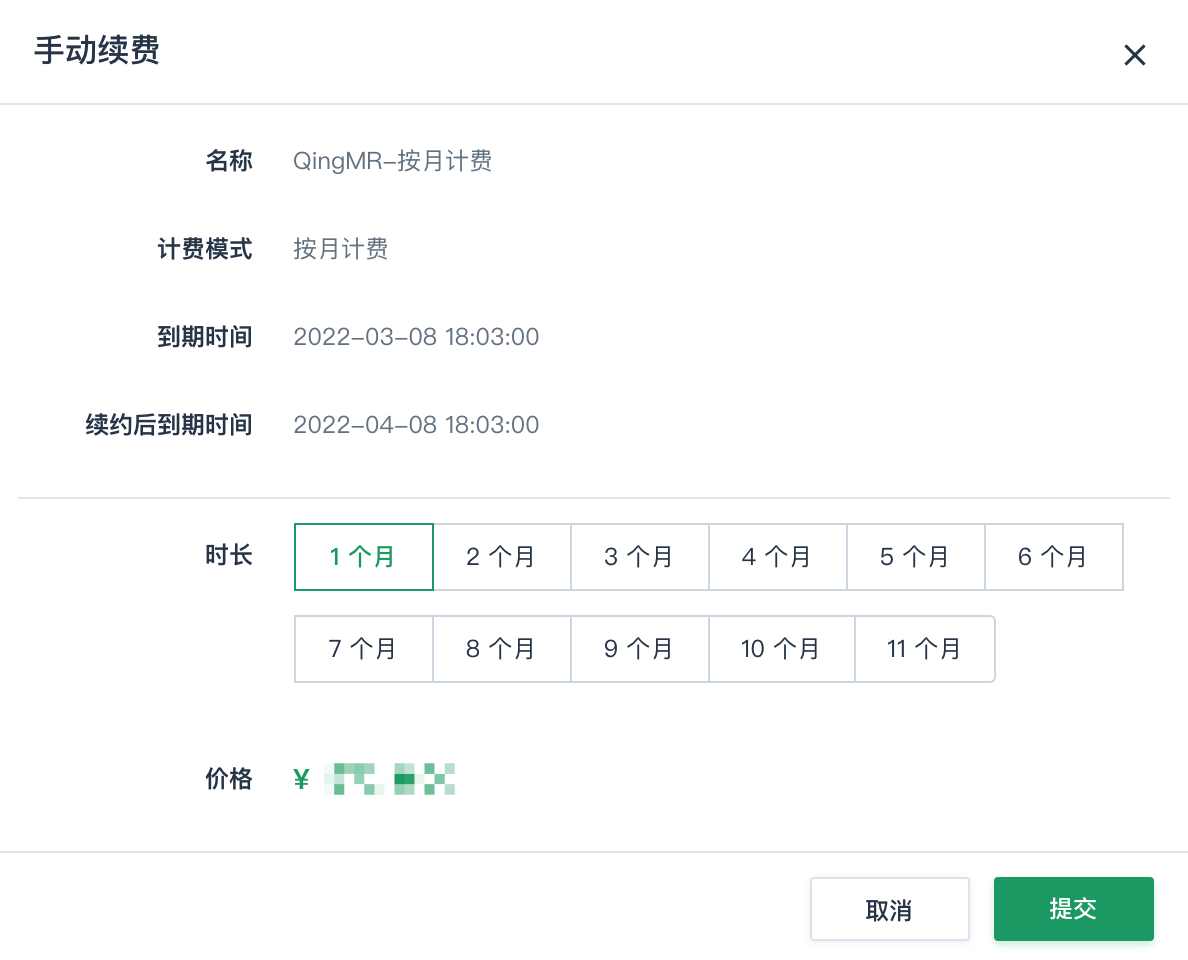 手动续费
名称 QingMR-按月计费
计费模式 按月计费
到期时间 2022-03-08 18:03:00
续约后到期时间 2022-04-08 18:03:00
时长 1 个月 2 个月 3 个月 4 个月 5 个月 6 个月
7 个月 8 个月 9 个月 10 个月 11 个月
价格 ¥
取消 提交